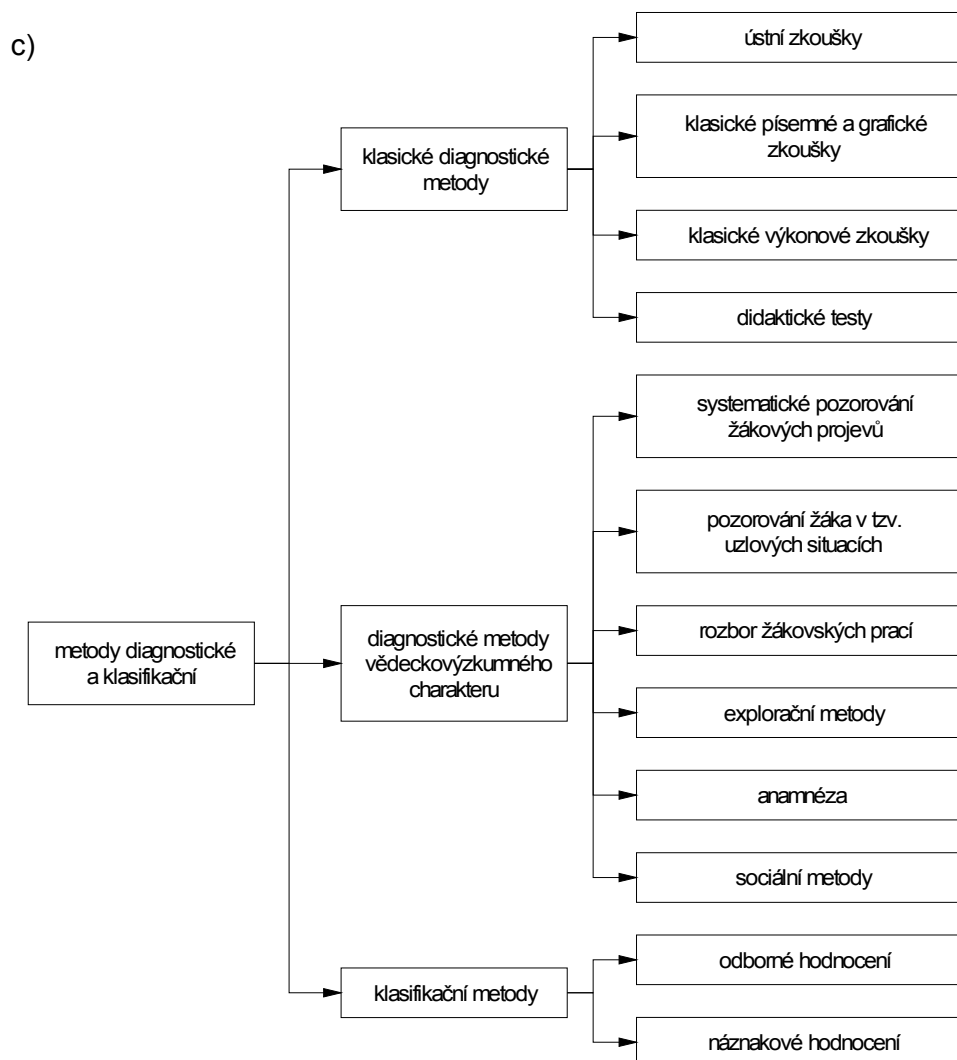 c)
ústní zkoušky
klasické písemné a grafické
zkoušky
klasické diagnostické
metody
klasické výkonové zkoušky
didaktické testy
systematické pozorování
žákových projevů
pozorování žáka v tzv.
uzlových situacích
metody diagnostické
a klasifikační
diagnostické metody
vědeckovýzkumného
charakteru
rozbor žákovských prací
explorační metody
anamnéza
sociální metody
klasifikační metody
odborné hodnocení
náznakové hodnocení